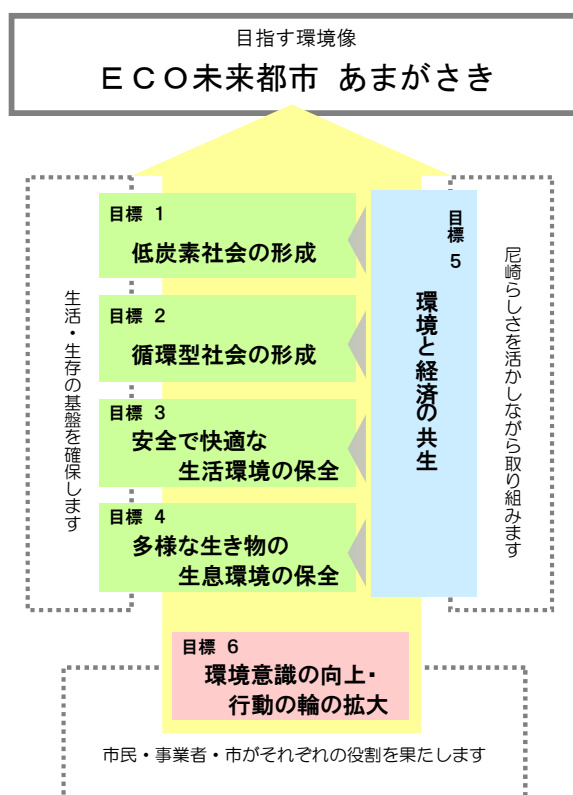 目指す環境像
ＥＣＯ未来都市 あまがさき
生活・生存の基盤を確保します
目標 1
低炭素社会の形成
目標 2
循環型社会の形成
目標 3
安全で快適な
生活環境の保全
目標 4
多様な生き物の
生息環境の保全
目標 5
環境と経済の共生
尼崎らしさを活かしながら取り組みます
目標 6
環境意識の向上・
行動の輪の拡大
市民・事業者・市がそれぞれの役割を果たします